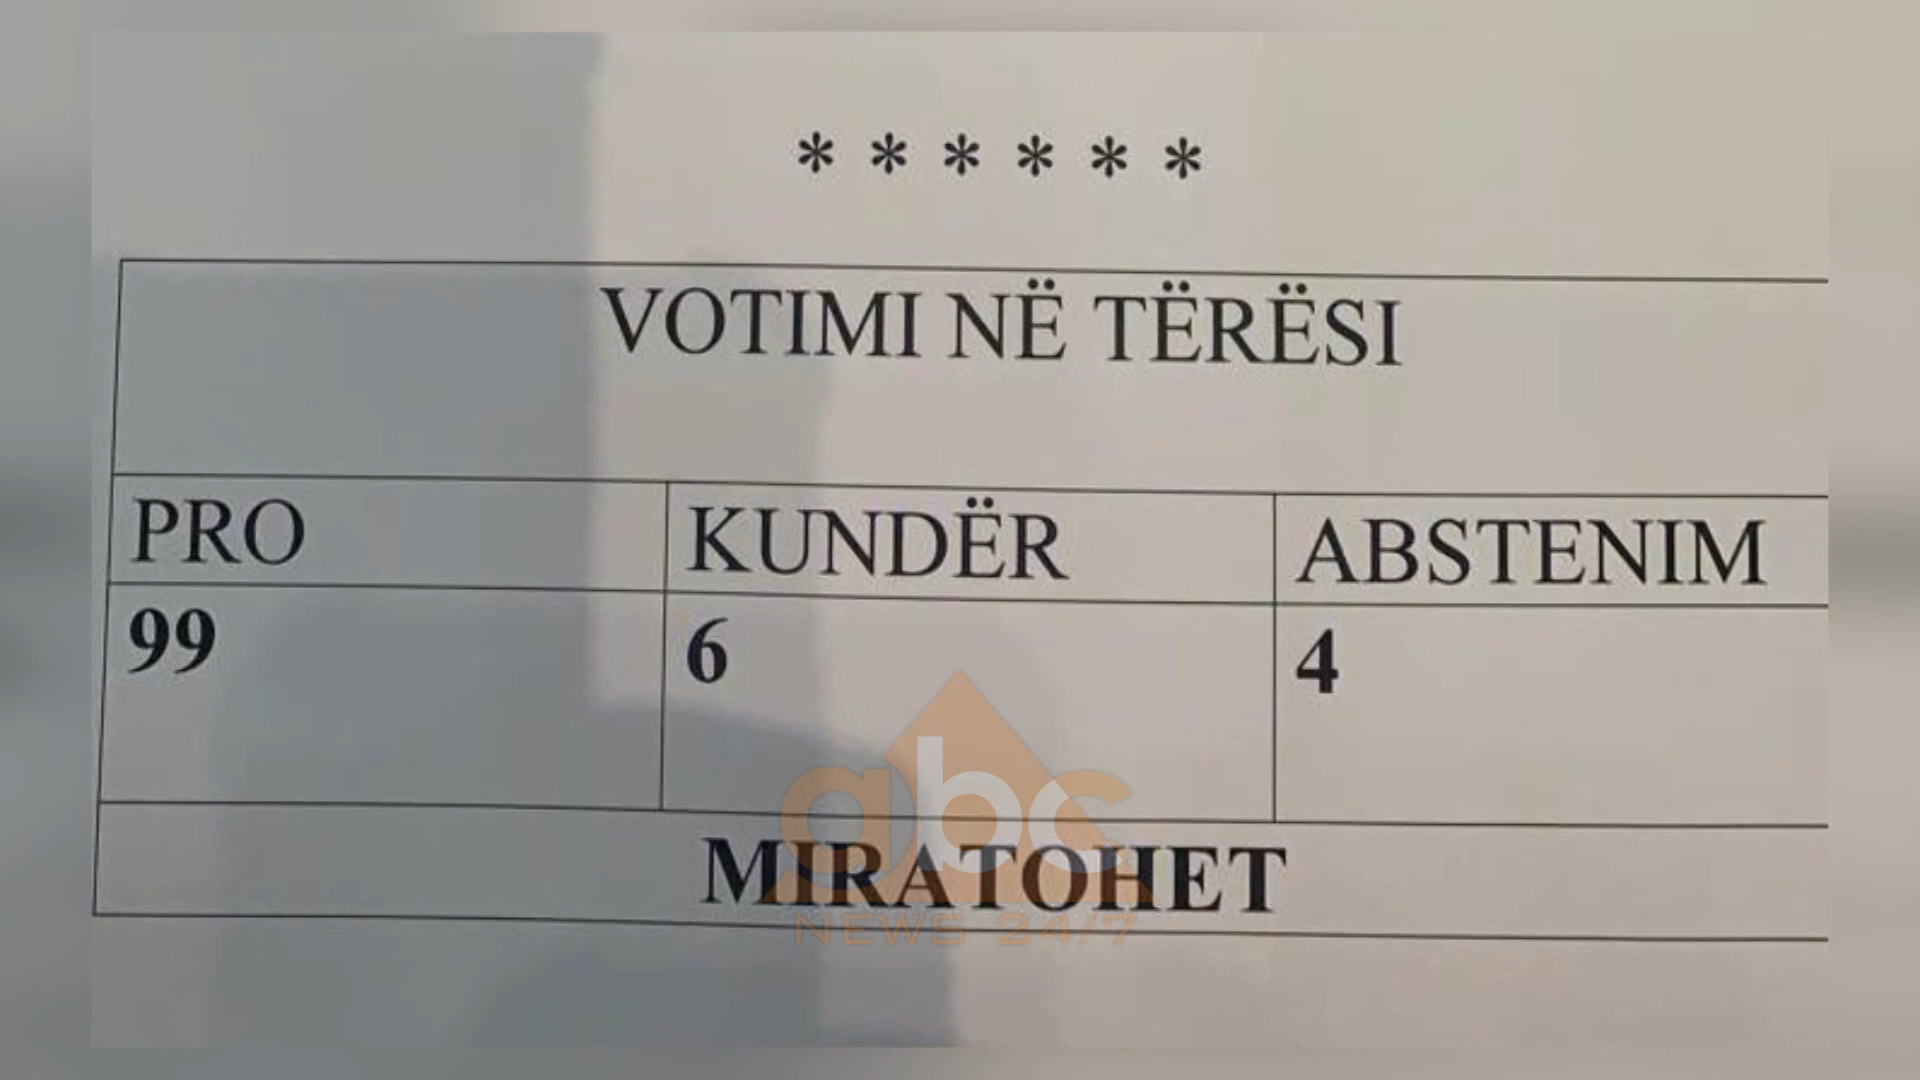 * * * * * *
VOTIMI NË TËRËSI
PRO KUNDËR ABSTENIM
99 6 4
MIRATOHET
abc
NEWS 24/7